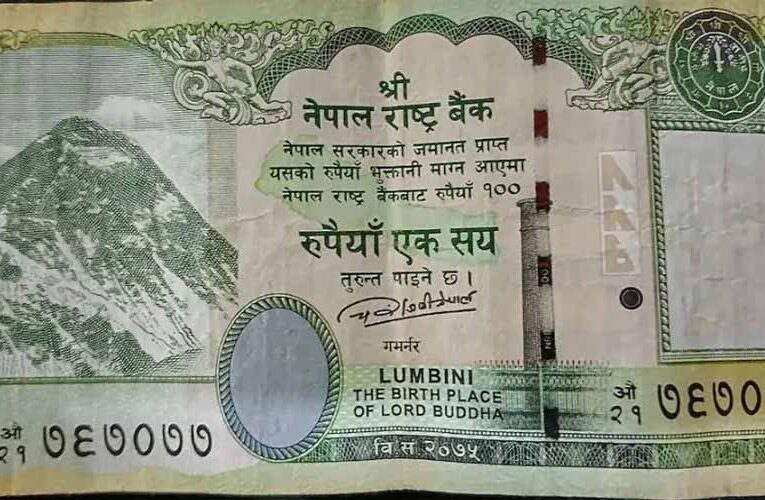 श्री
नेपाल राष्ट्र बैंक
नेपाल सरकारको जमानत प्राप्त
यसको रुपैयाँ भुक्तानी माग्न आएमा
नेपाल राष्ट्र बैंकबाट रुपैयाँ १००
रुपैयाँ एक सय
तुरुन्त पाइने छ।
गभर्नर
LUMBINI
THE BIRTH PLACE
OF LORD BUDDHA
औ
२१ ७६७०
औ
२१ ७६७०७७
वि सं २०७५